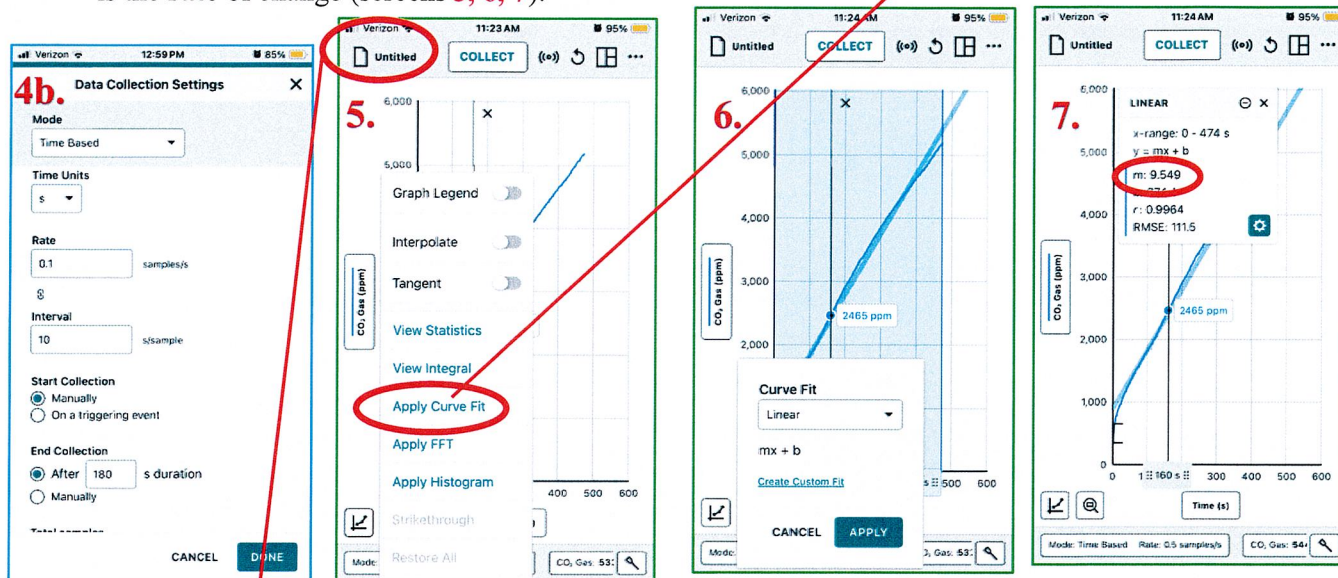 is the rate of change (screens 5, 6, 7).
Verizon 12:59 PM 85%
4b. Data Collection Settings
Mode
Time Based
Time Units
s
Rate
0.1 samples/s
Interval
10 s/sample
Start Collection
Manually
On a triggering event
End Collection
After 180 s duration
Manually
CANCEL DONE
Verizon 11:23 AM 95%
Untitled COLLECT
5.
6,000
5,000
Graph Legend
Interpolate
Tangent
View Statistics
View Integral
Apply Curve Fit
Apply FFT
Apply Histogram
Strikethrough
Restore All
CO₂ Gas (ppm)
400 500 600
Mode: CO₂ Gas: 53
Verizon 11:24 AM 95%
Untitled COLLECT
6.
6,000
5,000
4,000
3,000
2,000
CO₂ Gas (ppm)
2465 ppm
Curve Fit
Linear
mx + b
Create Custom Fit
CANCEL APPLY
500 600
Mode: Gas: 53
Verizon 11:24 AM 95%
Untitled COLLECT
7.
6,000
5,000
4,000
3,000
2,000
1,000
0
LINEAR
x-range: 0 - 474 s
y = mx + b
m: 9.549
r: 0.9964
RMSE: 111.5
CO₂ Gas (ppm)
2465 ppm
0 160 s 300 400 500 600
Time (s)
Mode: Time Based Rate: 0.5 samples/s CO₂ Gas: 54